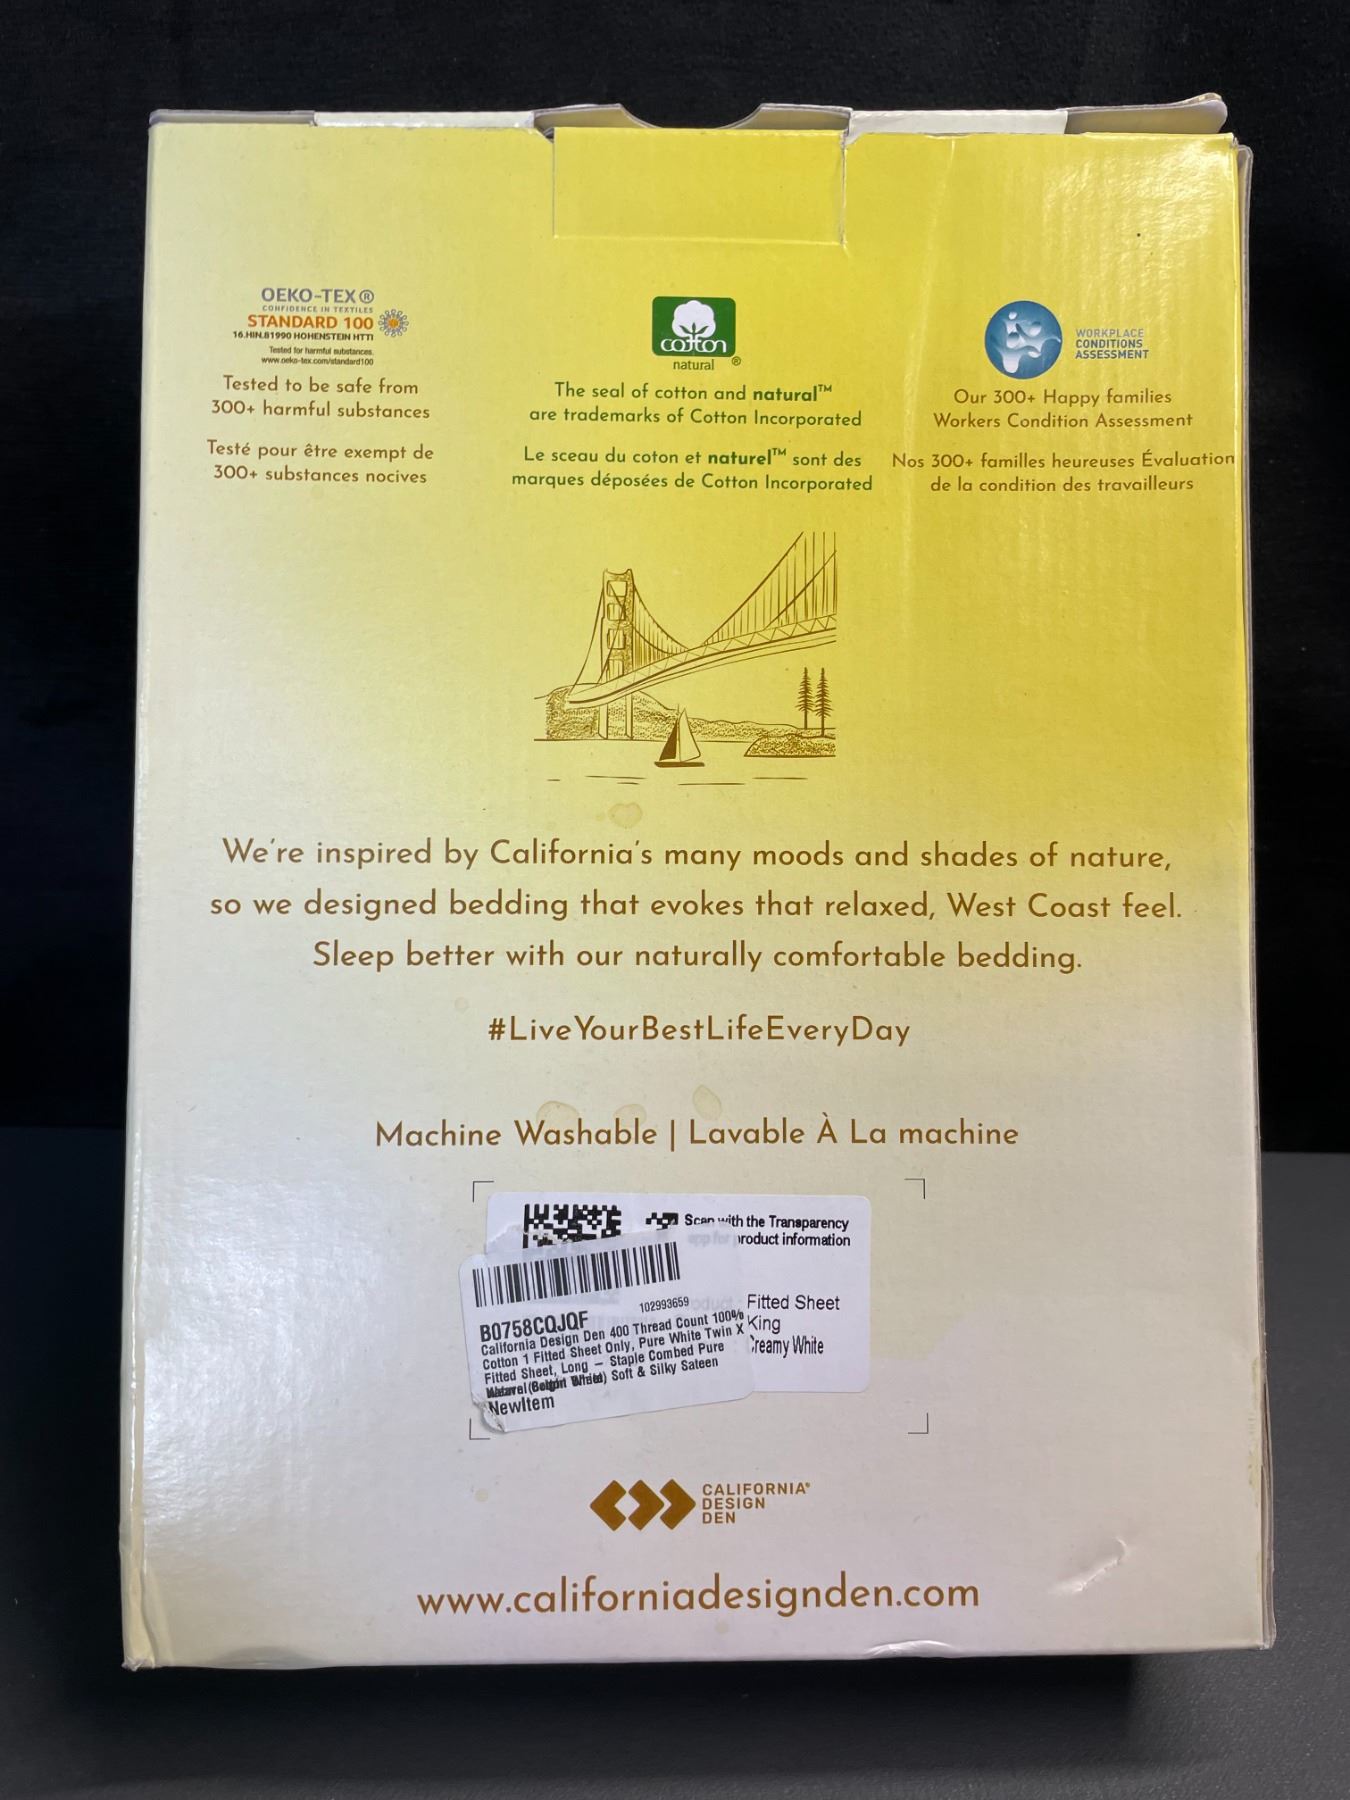 OEKO-TEX®
CONFIDENCE IN TEXTILES
STANDARD 100
16.HIN.81990 HOHENSTEIN HTTI
Tested for harmful substances.
www.oeko-tex.com/standard100
Tested to be safe from
300+ harmful substances
Testé pour être exempt de
300+ substances nocives
cotton
natural ®
The seal of cotton and natural™
are trademarks of Cotton Incorporated
Le sceau du coton et naturel™ sont des
marques déposées de Cotton Incorporated
WORKPLACE
CONDITIONS
ASSESSMENT
Our 300+ Happy families
Workers Condition Assessment
Nos 300+ familles heureuses Évaluation
de la condition des travailleurs
We're inspired by California's many moods and shades of nature,
so we designed bedding that evokes that relaxed, West Coast feel.
Sleep better with our naturally comfortable bedding.
#LiveYourBestLifeEveryDay
Machine Washable | Lavable À La machine
Scan with the Transparency
app for product information
Fitted Sheet
King
Creamy White
102993659
B0758CQJQF
California Design Den 400 Thread Count 100%
Cotton 1 Fitted Sheet Only, Pure White Twin X
Fitted Sheet, Long – Staple Combed Pure
Soft & Silky Sateen
NewItem
CALIFORNIA®
DESIGN
DEN
www.californiadesignden.com